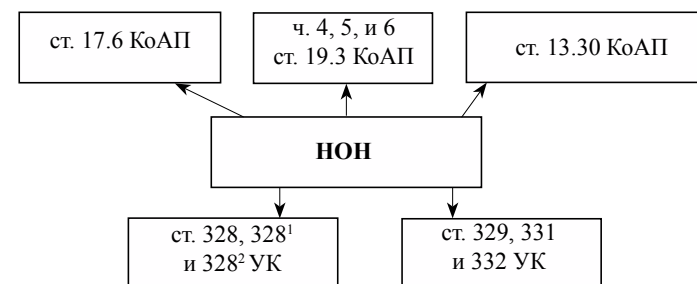 ст. 17.6 КоАП
ч. 4, 5, и 6
ст. 19.3 КоАП
ст. 13.30 КоАП
НОН
ст. 328, 328¹
и 328² УК
ст. 329, 331
и 332 УК